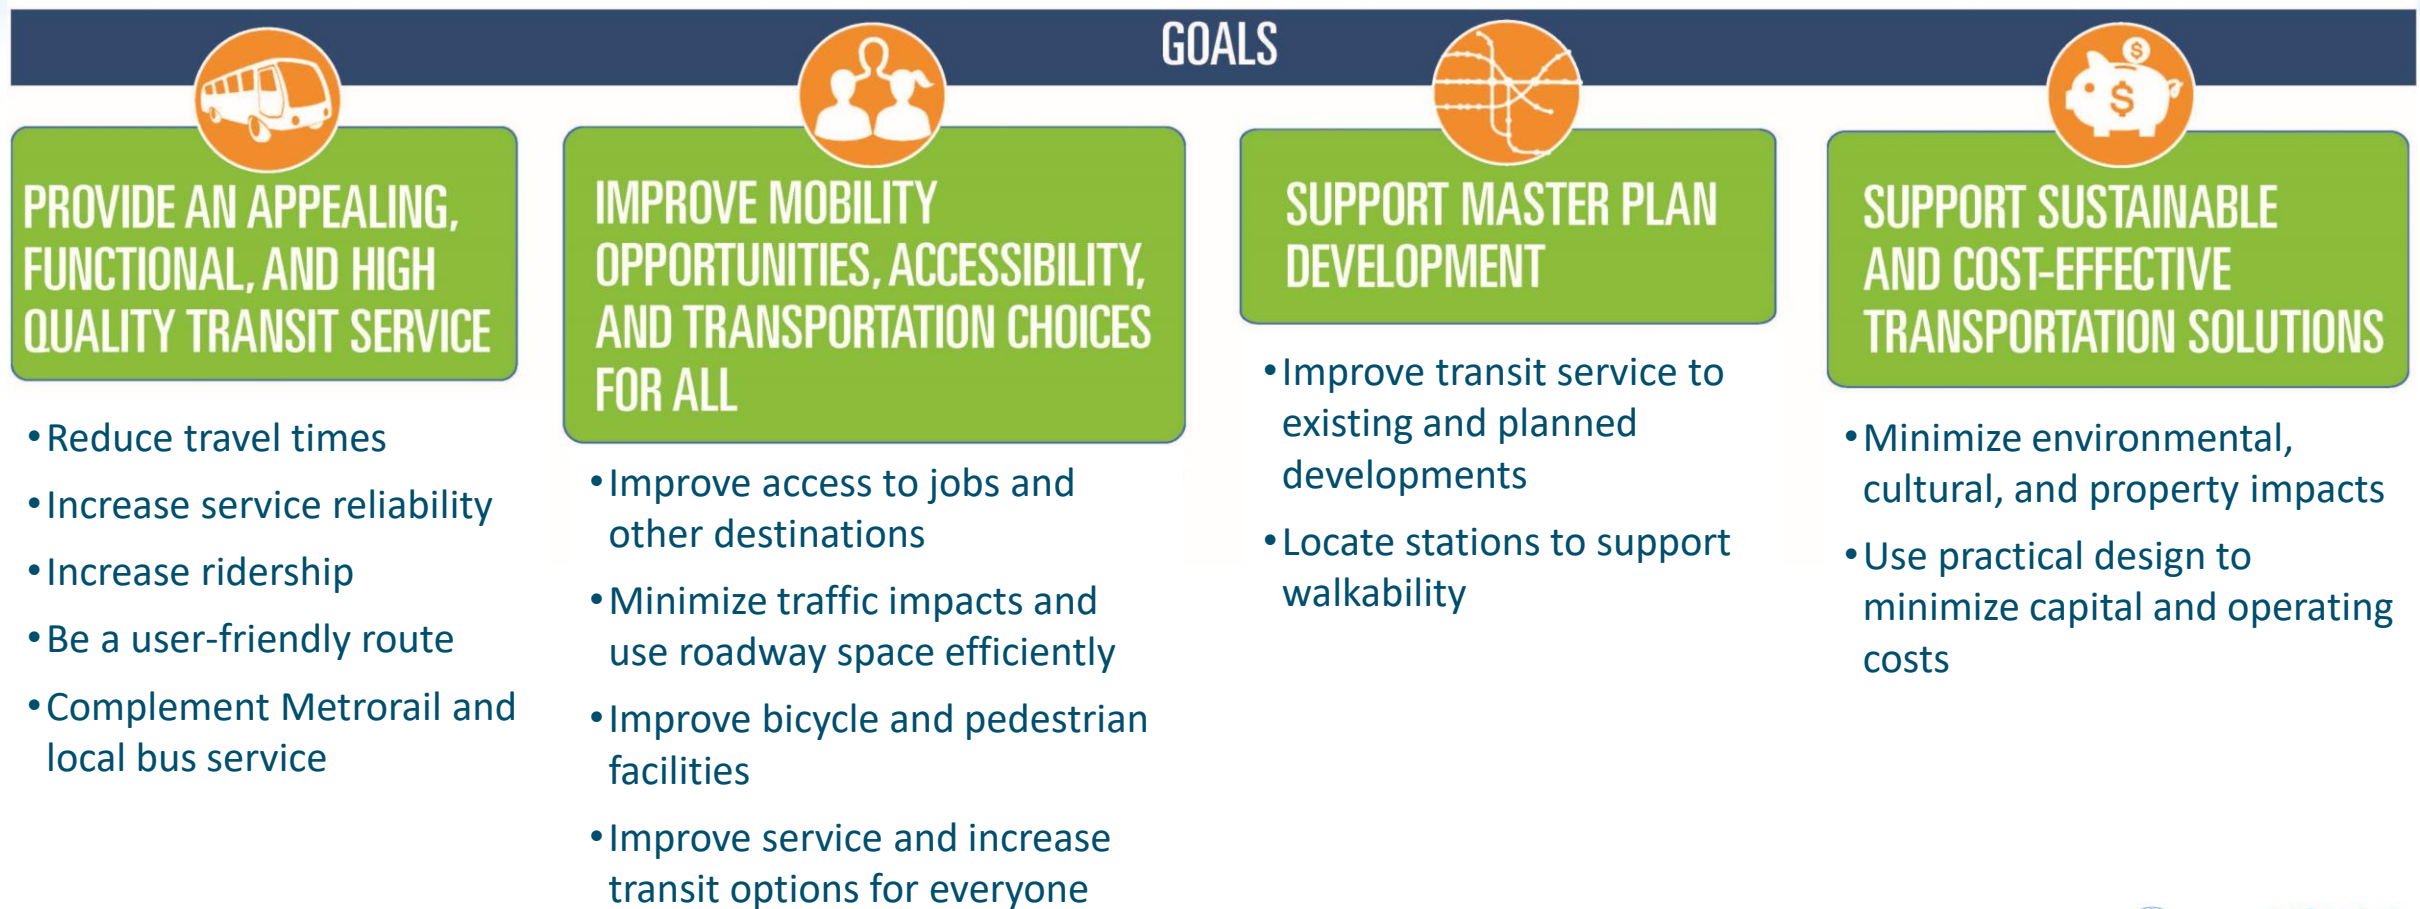 GOALS
PROVIDE AN APPEALING,
FUNCTIONAL, AND HIGH
QUALITY TRANSIT SERVICE
•Reduce travel times
•Increase service reliability
•Increase ridership
•Be a user-friendly route
•Complement Metrorail and
local bus service
IMPROVE MOBILITY
OPPORTUNITIES, ACCESSIBILITY,
AND TRANSPORTATION CHOICES
FOR ALL
•Improve access to jobs and
other destinations
•Minimize traffic impacts and
use roadway space efficiently
•Improve bicycle and pedestrian
facilities
•Improve service and increase
transit options for everyone
SUPPORT MASTER PLAN
DEVELOPMENT
•Improve transit service to
existing and planned
developments
•Locate stations to support
walkability
$
$
SUPPORT SUSTAINABLE
AND COST-EFFECTIVE
TRANSPORTATION SOLUTIONS
•Minimize environmental,
cultural, and property impacts
•Use practical design to
minimize capital and operating
costs